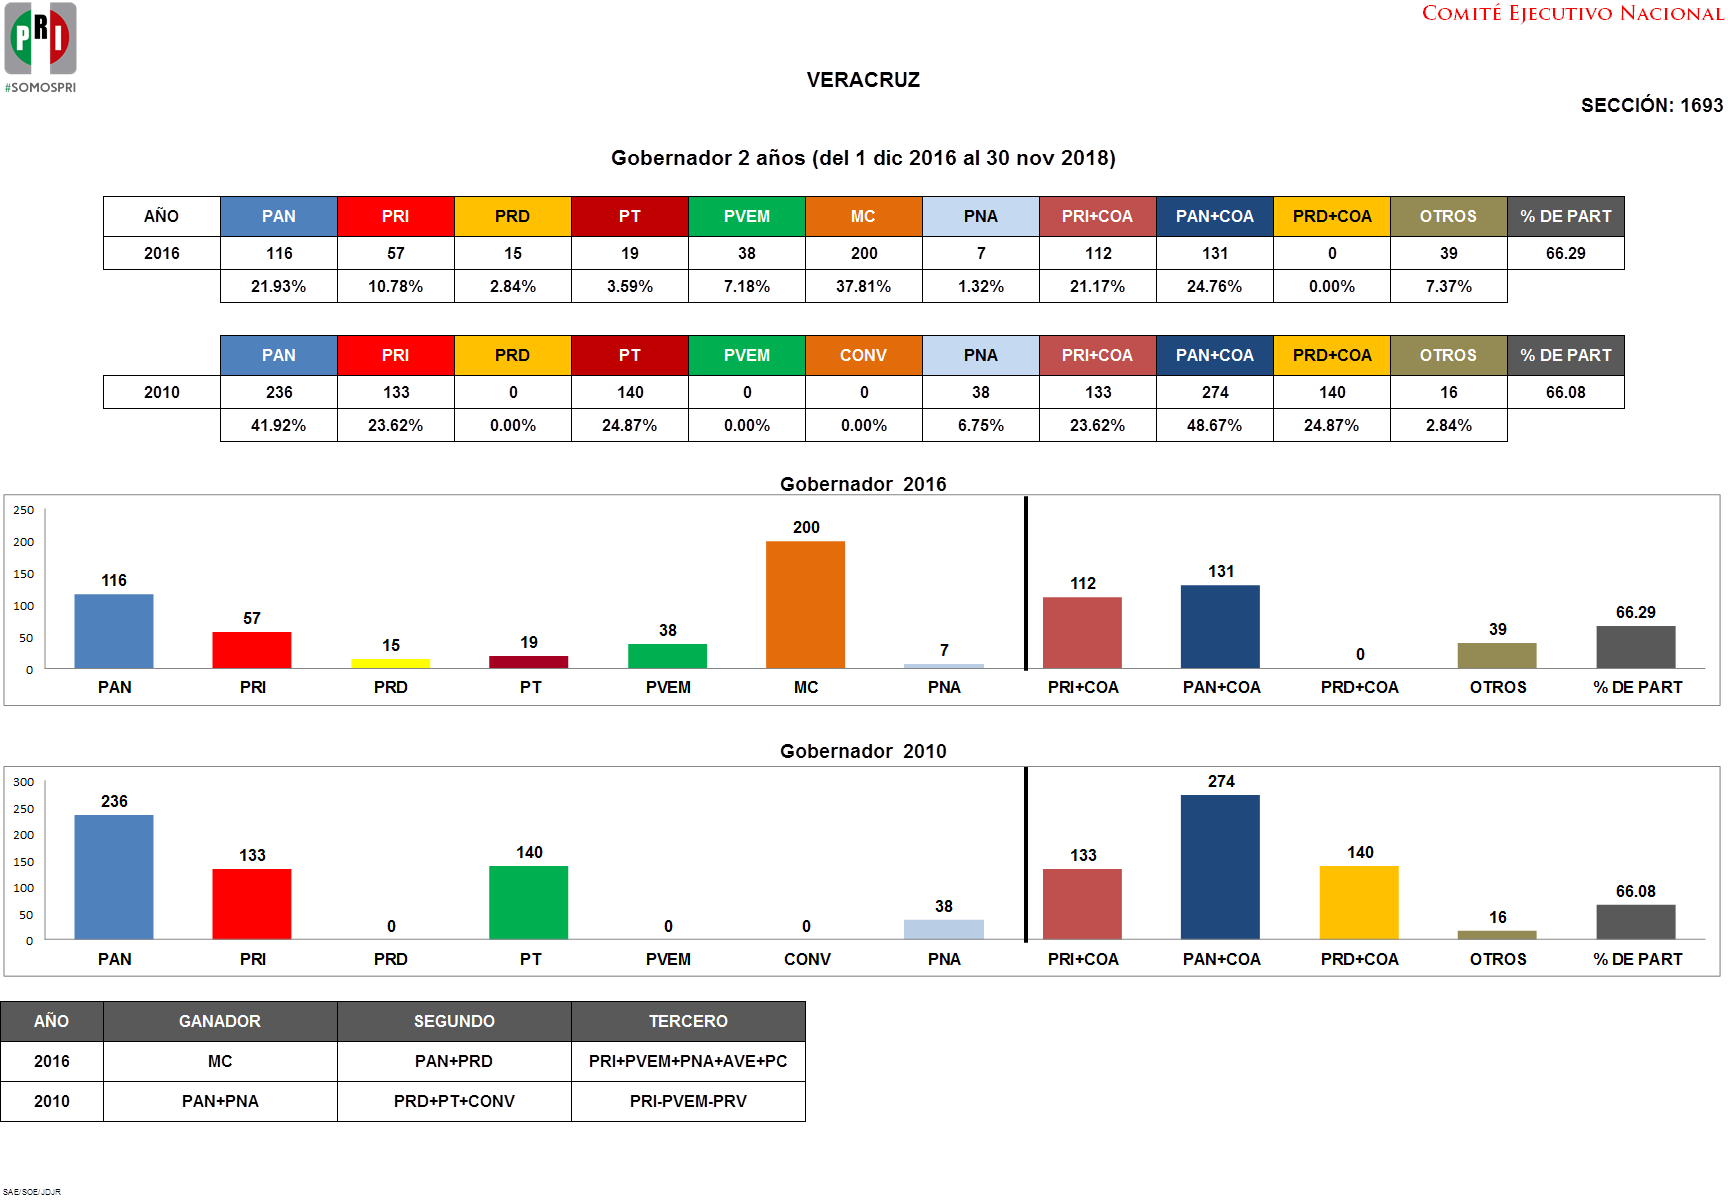 PRI
#SOMOSPRI
COMITÉ EJECUTIVO NACIONAL
VERACRUZ
SECCIÓN: 1693
Gobernador 2 años (del 1 dic 2016 al 30 nov 2018)
AÑO PAN PRI PRD PT PVEM MC PNA PRI+COA PAN+COA PRD+COA OTROS % DE PART
2016 116 57 15 19 38 200 7 112 131 0 39 66.29
21.93% 10.78% 2.84% 3.59% 7.18% 37.81% 1.32% 21.17% 24.76% 0.00% 7.37%
PAN PRI PRD PT PVEM CONV PNA PRI+COA PAN+COA PRD+COA OTROS % DE PART
2010 236 133 0 140 0 0 38 133 274 140 16 66.08
41.92% 23.62% 0.00% 24.87% 0.00% 0.00% 6.75% 23.62% 48.67% 24.87% 2.84%
Gobernador 2016
250
200
150
100
50
0
116 57 15 19 38 200 7 112 131 0 39 66.29
PAN PRI PRD PT PVEM MC PNA PRI+COA PAN+COA PRD+COA OTROS % DE PART
Gobernador 2010
300
250
200
150
100
50
0
236 133 0 140 0 0 38 133 274 140 16 66.08
PAN PRI PRD PT PVEM CONV PNA PRI+COA PAN+COA PRD+COA OTROS % DE PART
AÑO GANADOR SEGUNDO TERCERO
2016 MC PAN+PRD PRI+PVEM+PNA+AVE+PC
2010 PAN+PNA PRD+PT+CONV PRI-PVEM-PRV
SAE/SOE/JDJR